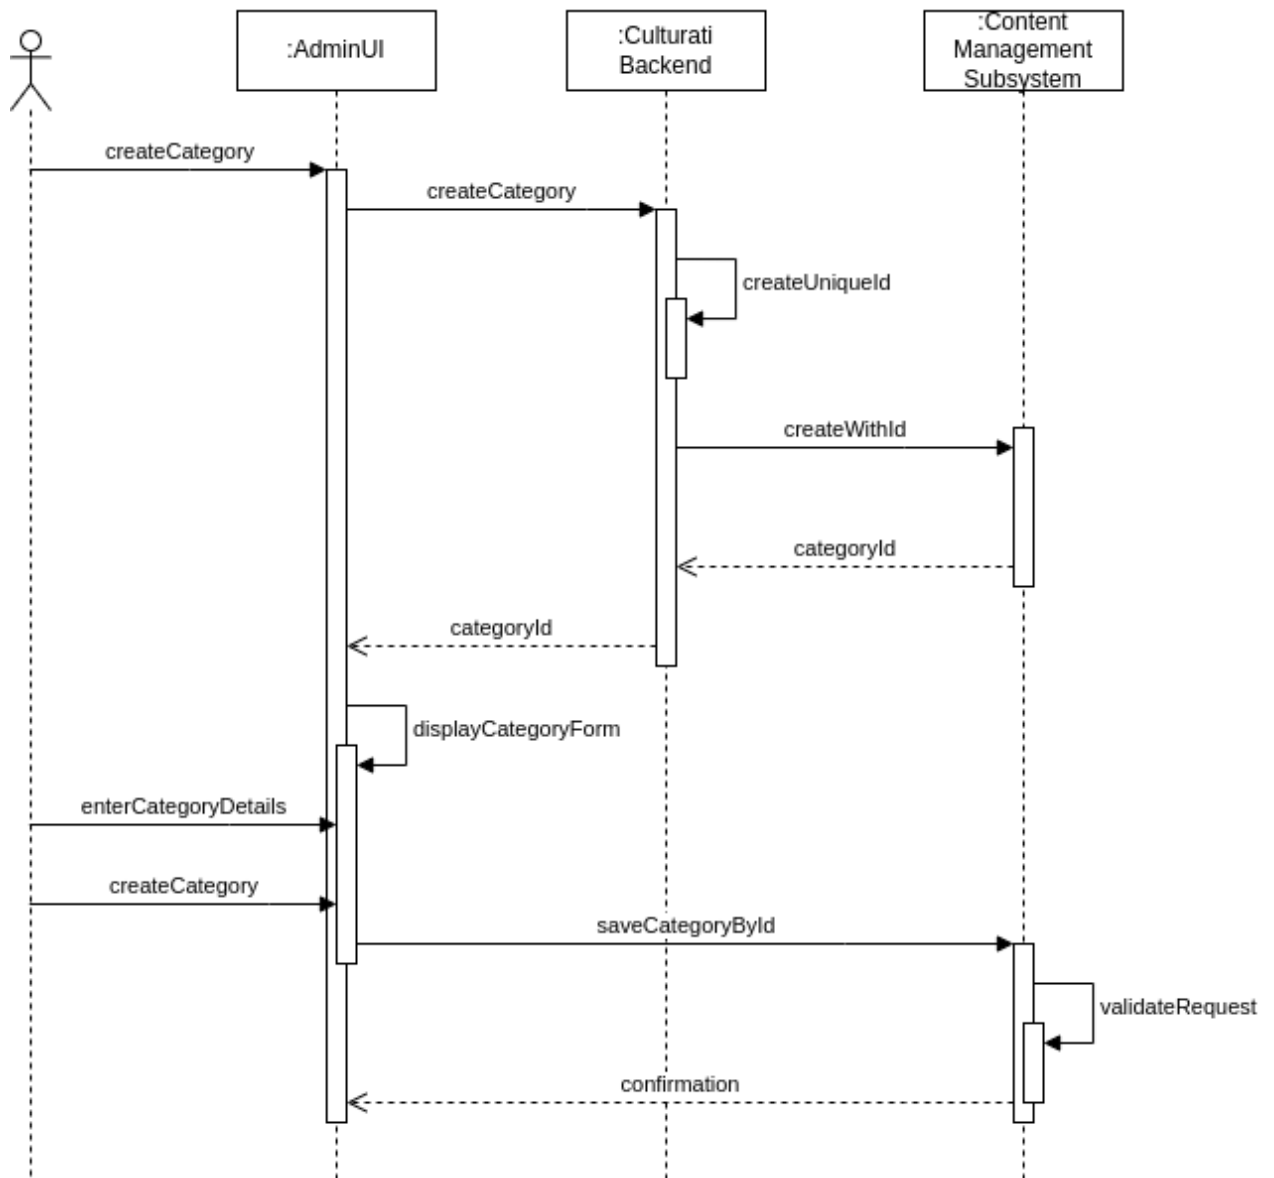 :AdminUI
:Culturati
Backend
:Content
Management
Subsystem
createCategory
createCategory
createUniqueId
createWithId
categoryId
categoryId
displayCategoryForm
enterCategoryDetails
createCategory
saveCategoryById
validateRequest
confirmation